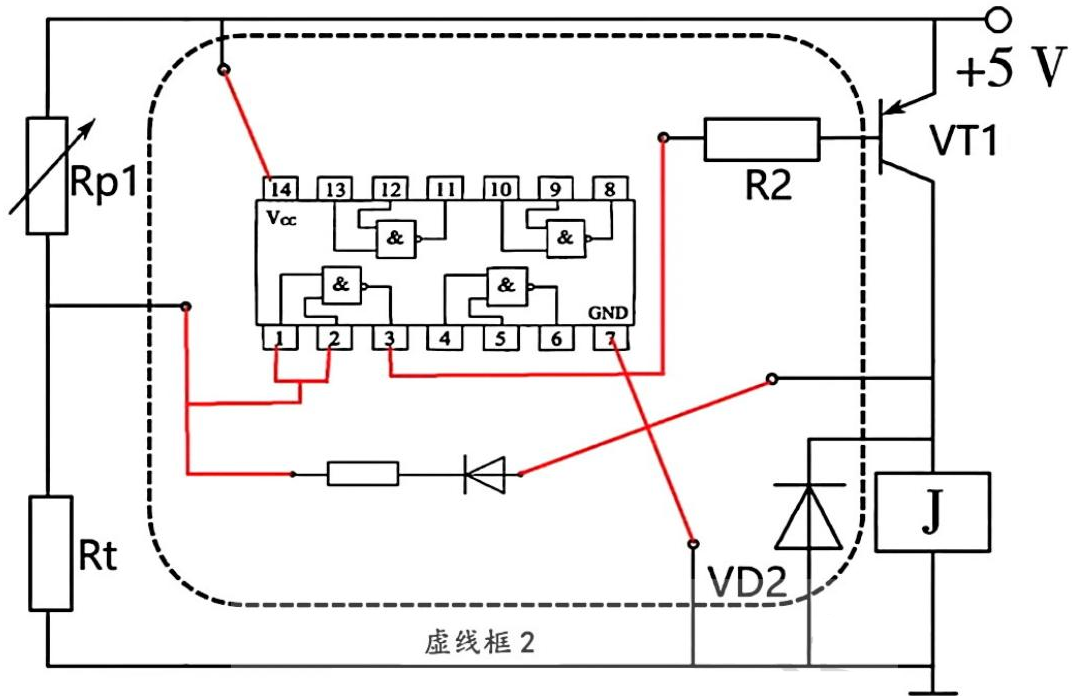 +5 V
VT1
Rp1
R2
14 13 12 11 10 9 8
Vcc
& &
& &
GND
1 2 3 4 5 6 7
J
Rt
VD2
虚线框 2